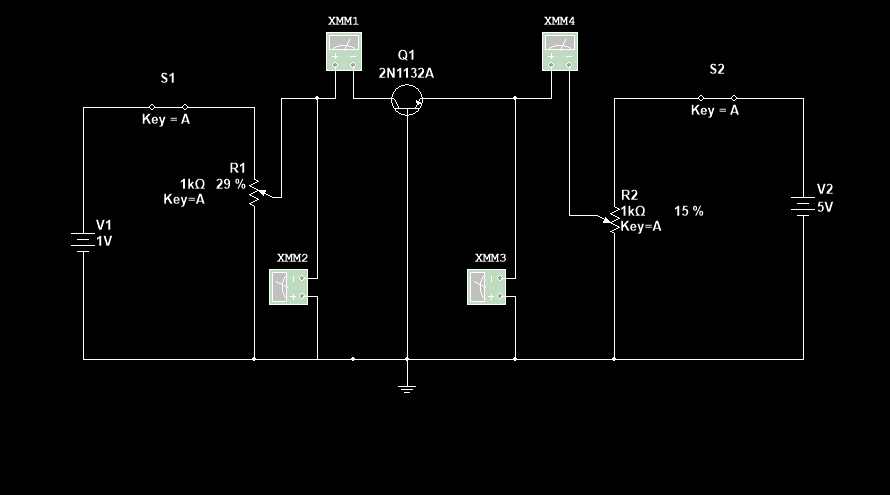 XMM1
XMM4
Q1
2N1132A
S1
Key = A
S2
Key = A
R1
1kΩ 29 %
Key=A
R2
1kΩ 15 %
Key=A
V2
5V
V1
1V
XMM2
XMM3